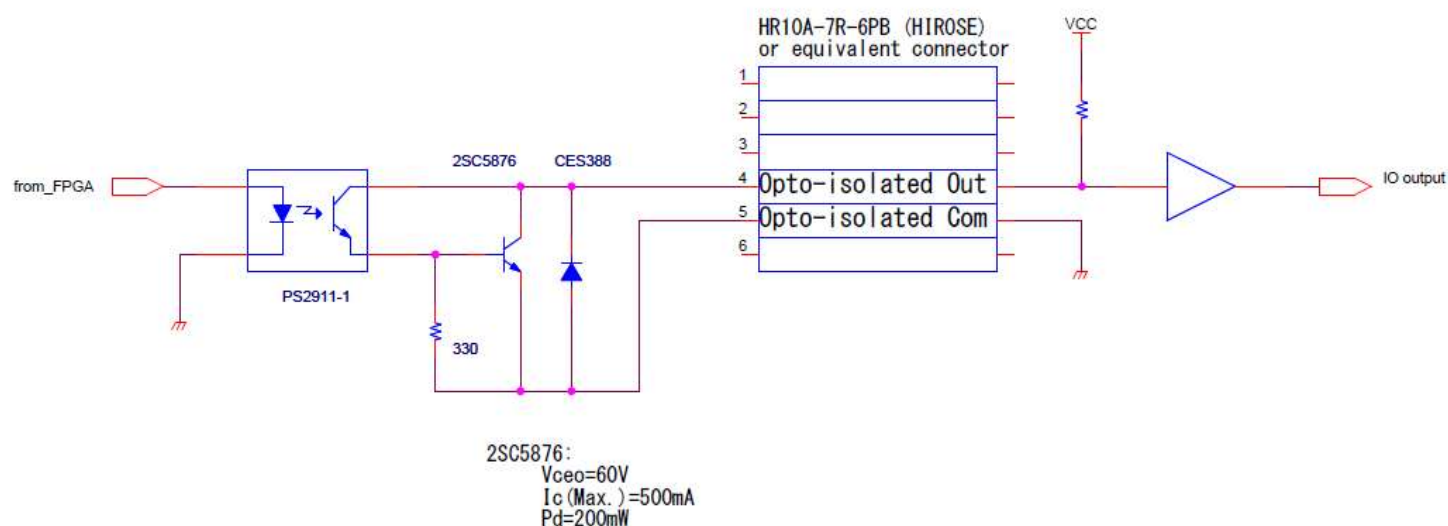 HR10A-7R-6PB (HIROSE)
or equivalent connector
VCC
1
2
3
2SC5876
CES388
from_FPGA
4
Opto-isolated Out
IO output
5
Opto-isolated Com
6
PS2911-1
330
2SC5876:
Vceo=60V
Ic(Max.)=500mA
Pd=200mW